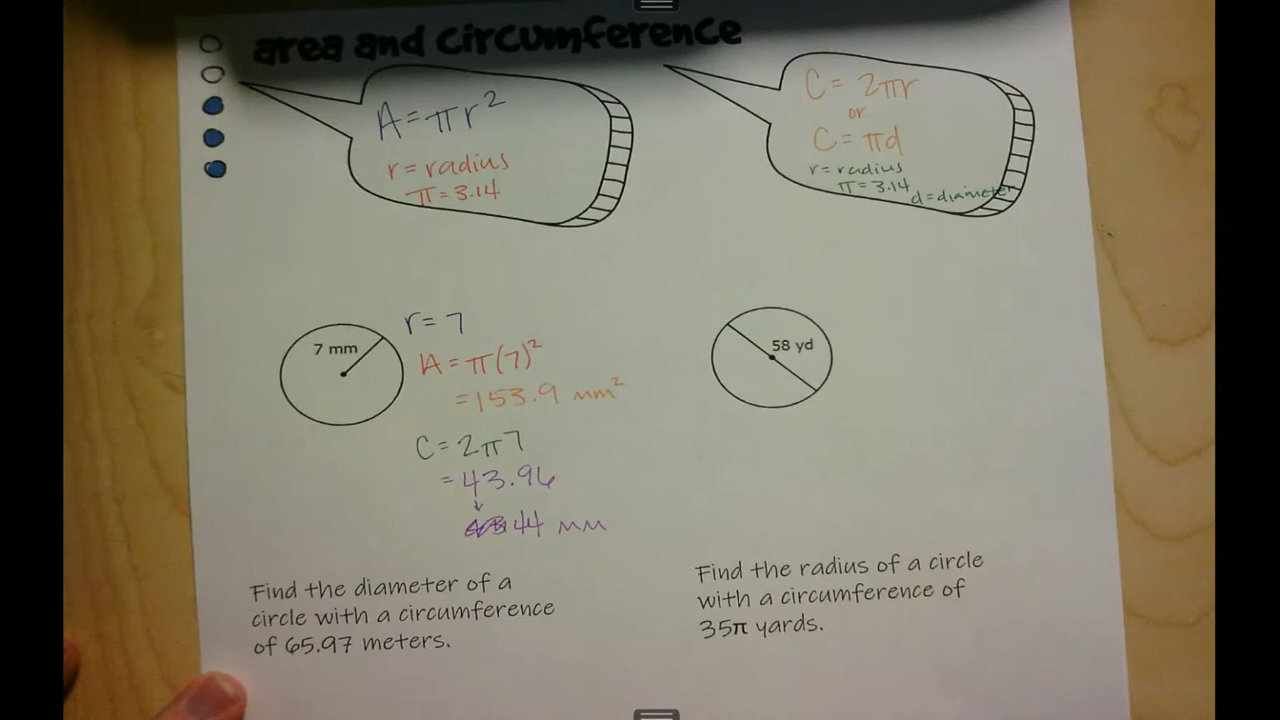 area and circumference
A = πr²
r = radius
π = 3.14
C = 2πr
or
C = πd
r = radius
π = 3.14
d = diameter
7 mm
r = 7
A = π(7)²
= 153.9 mm²
C = 2π7
= 43.96
↓
44 mm
58 yd
Find the diameter of a
circle with a circumference
of 65.97 meters.
Find the radius of a circle
with a circumference of
35π yards.